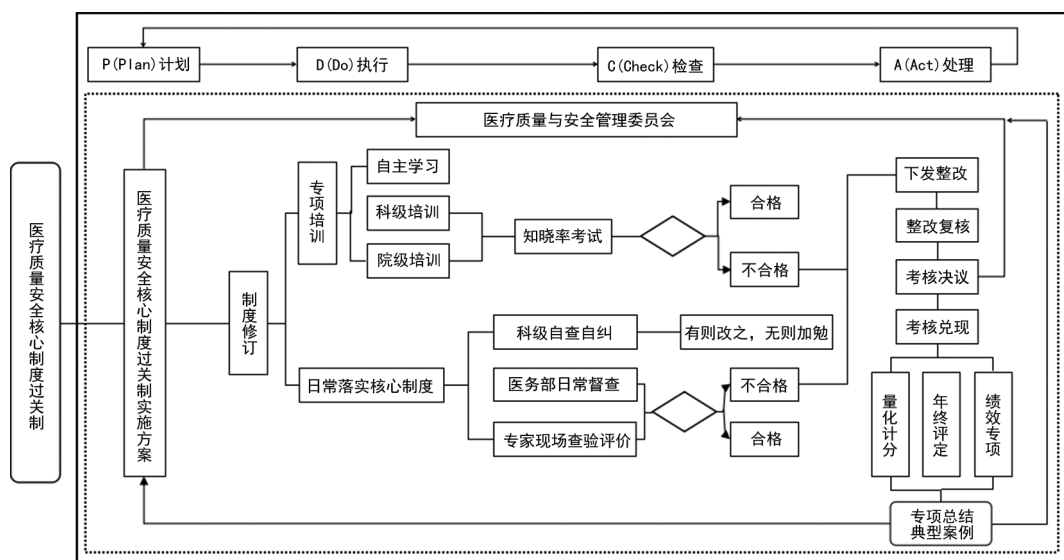 P(Plan)计划
D(Do)执行
C(Check)检查
A(Act)处理
医疗质量与安全管理委员会
医疗质量安全核心制度过关制
医疗质量安全核心制度过关制实施方案
制度修订
专项培训
自主学习
科级培训
院级培训
知晓率考试
合格
不合格
日常落实核心制度
科级自查自纠
有则改之，无则加勉
医务部日常督查
专家现场查验评价
不合格
合格
下发整改
整改复核
考核决议
考核兑现
量化计分
年终评定
绩效专项
专项总结
典型案例